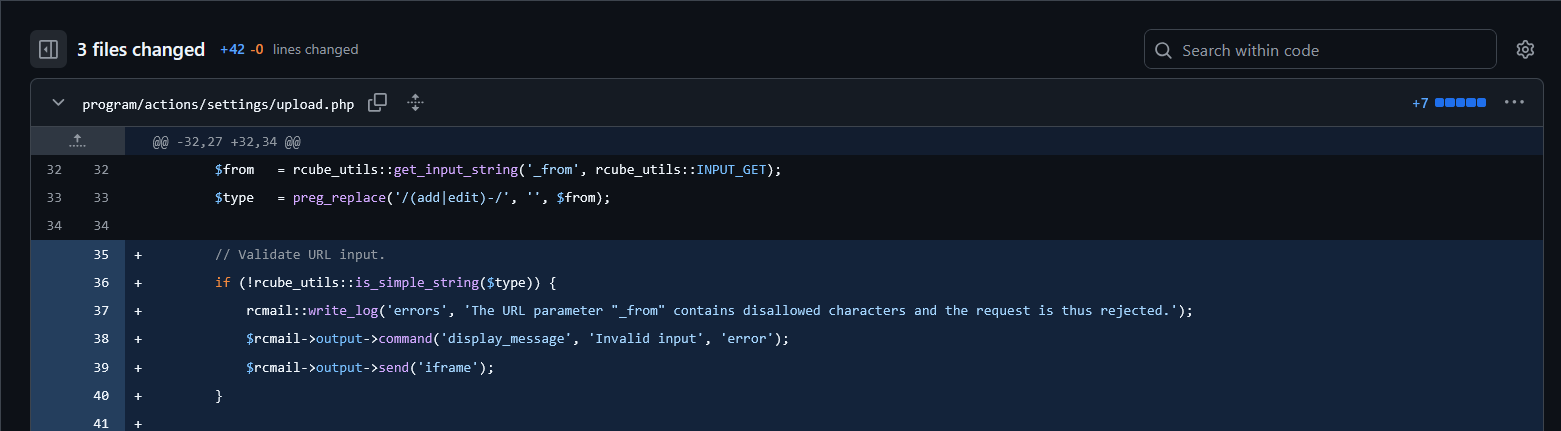 3 files changed +42 -0 lines changed Search within code
program/actions/settings/upload.php +7
@@ -32,27 +32,34 @@
32 32 $from   = rcube_utils::get_input_string('_from', rcube_utils::INPUT_GET);
33 33 $type   = preg_replace('/(add|edit)-/', '', $from);
34 34
35 + // Validate URL input.
36 + if (!rcube_utils::is_simple_string($type)) {
37 + rcmail::write_log('errors', 'The URL parameter "_from" contains disallowed characters and the request is thus rejected.');
38 + $rcmail->output->command('display_message', 'Invalid input', 'error');
39 + $rcmail->output->send('iframe');
40 + }
41 +